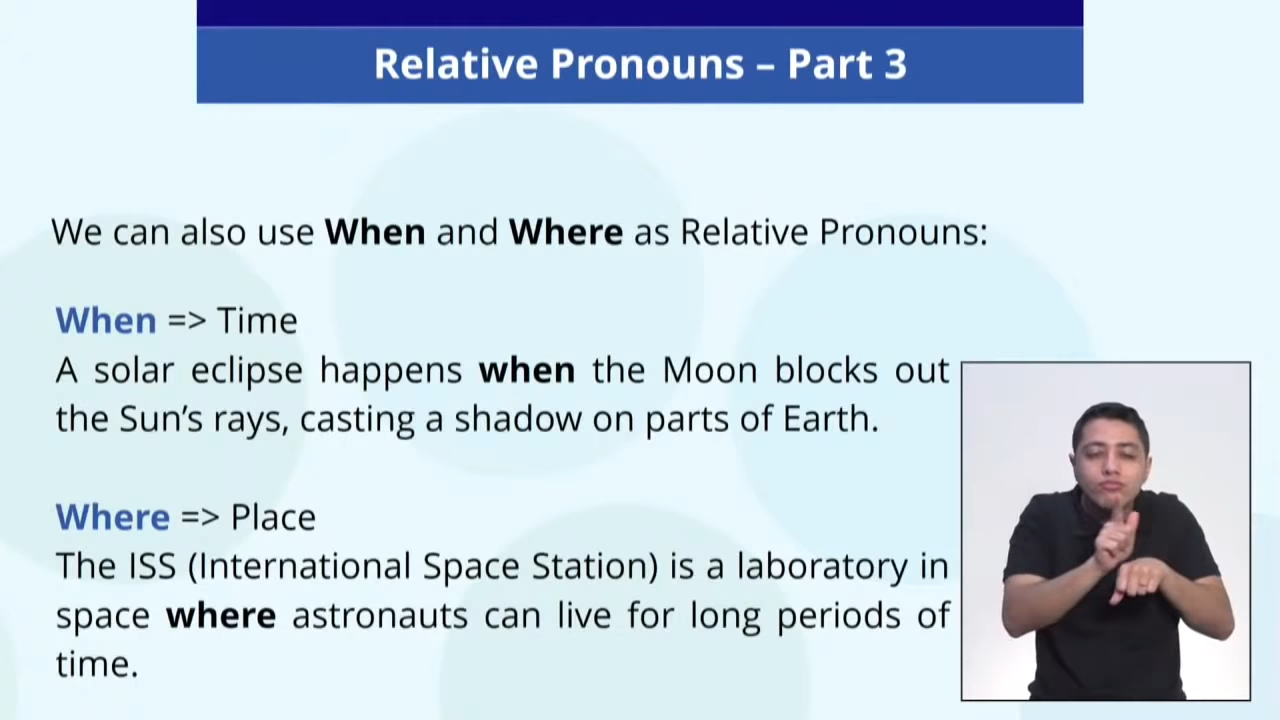 Relative Pronouns – Part 3
We can also use When and Where as Relative Pronouns:
When => Time
A solar eclipse happens when the Moon blocks out
the Sun’s rays, casting a shadow on parts of Earth.
Where => Place
The ISS (International Space Station) is a laboratory in
space where astronauts can live for long periods of
time.